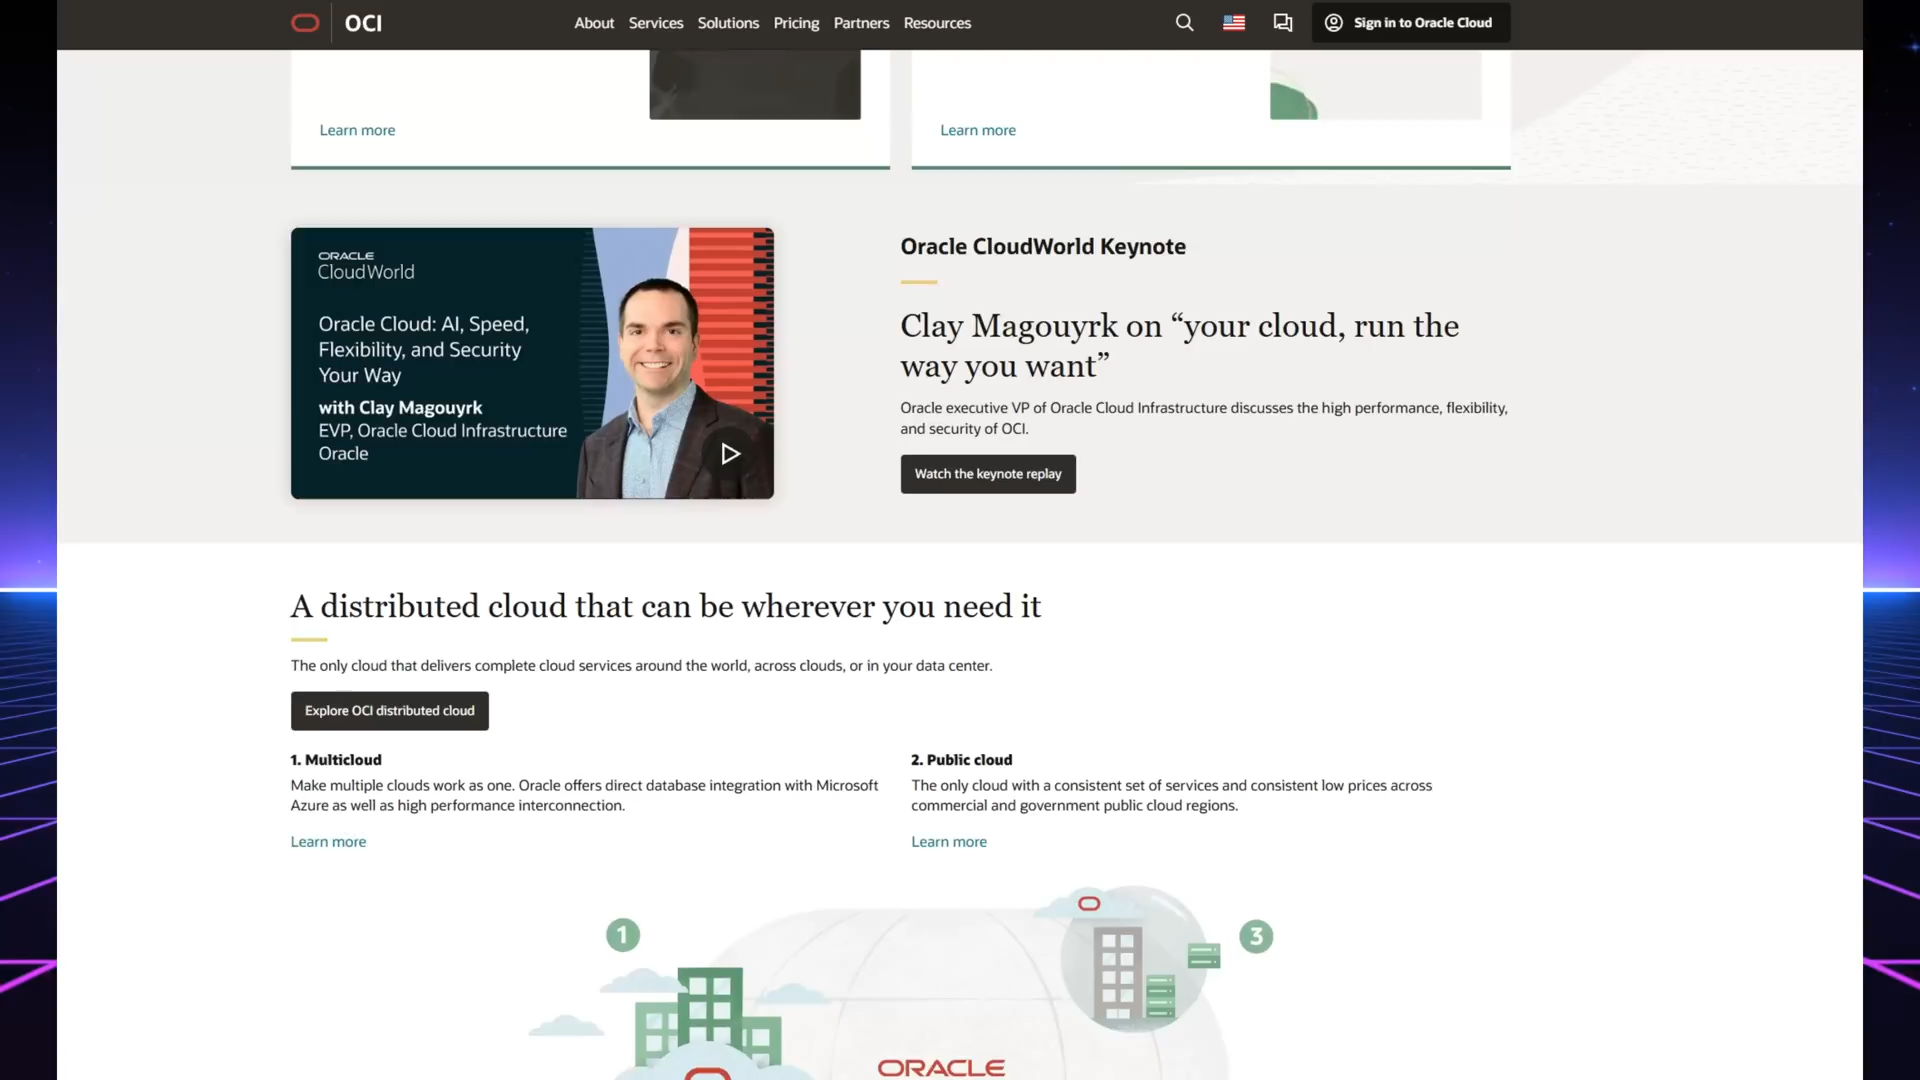 OCI
About Services Solutions Pricing Partners Resources
Sign in to Oracle Cloud
Learn more
Learn more
ORACLE
CloudWorld
Oracle Cloud: AI, Speed,
Flexibility, and Security
Your Way
with Clay Magouyrk
EVP, Oracle Cloud Infrastructure
Oracle
Oracle CloudWorld Keynote
Clay Magouyrk on “your cloud, run the
way you want”
Oracle executive VP of Oracle Cloud Infrastructure discusses the high performance, flexibility,
and security of OCI.
Watch the keynote replay
A distributed cloud that can be wherever you need it
The only cloud that delivers complete cloud services around the world, across clouds, or in your data center.
Explore OCI distributed cloud
1. Multicloud
Make multiple clouds work as one. Oracle offers direct database integration with Microsoft
Azure as well as high performance interconnection.
Learn more
2. Public cloud
The only cloud with a consistent set of services and consistent low prices across
commercial and government public cloud regions.
Learn more
1
3
ORACLE